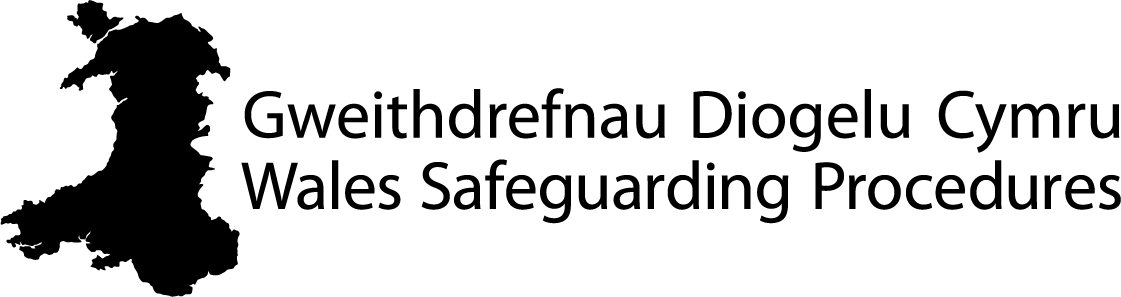 Gweithdrefnau Diogelu Cymru
Wales Safeguarding Procedures